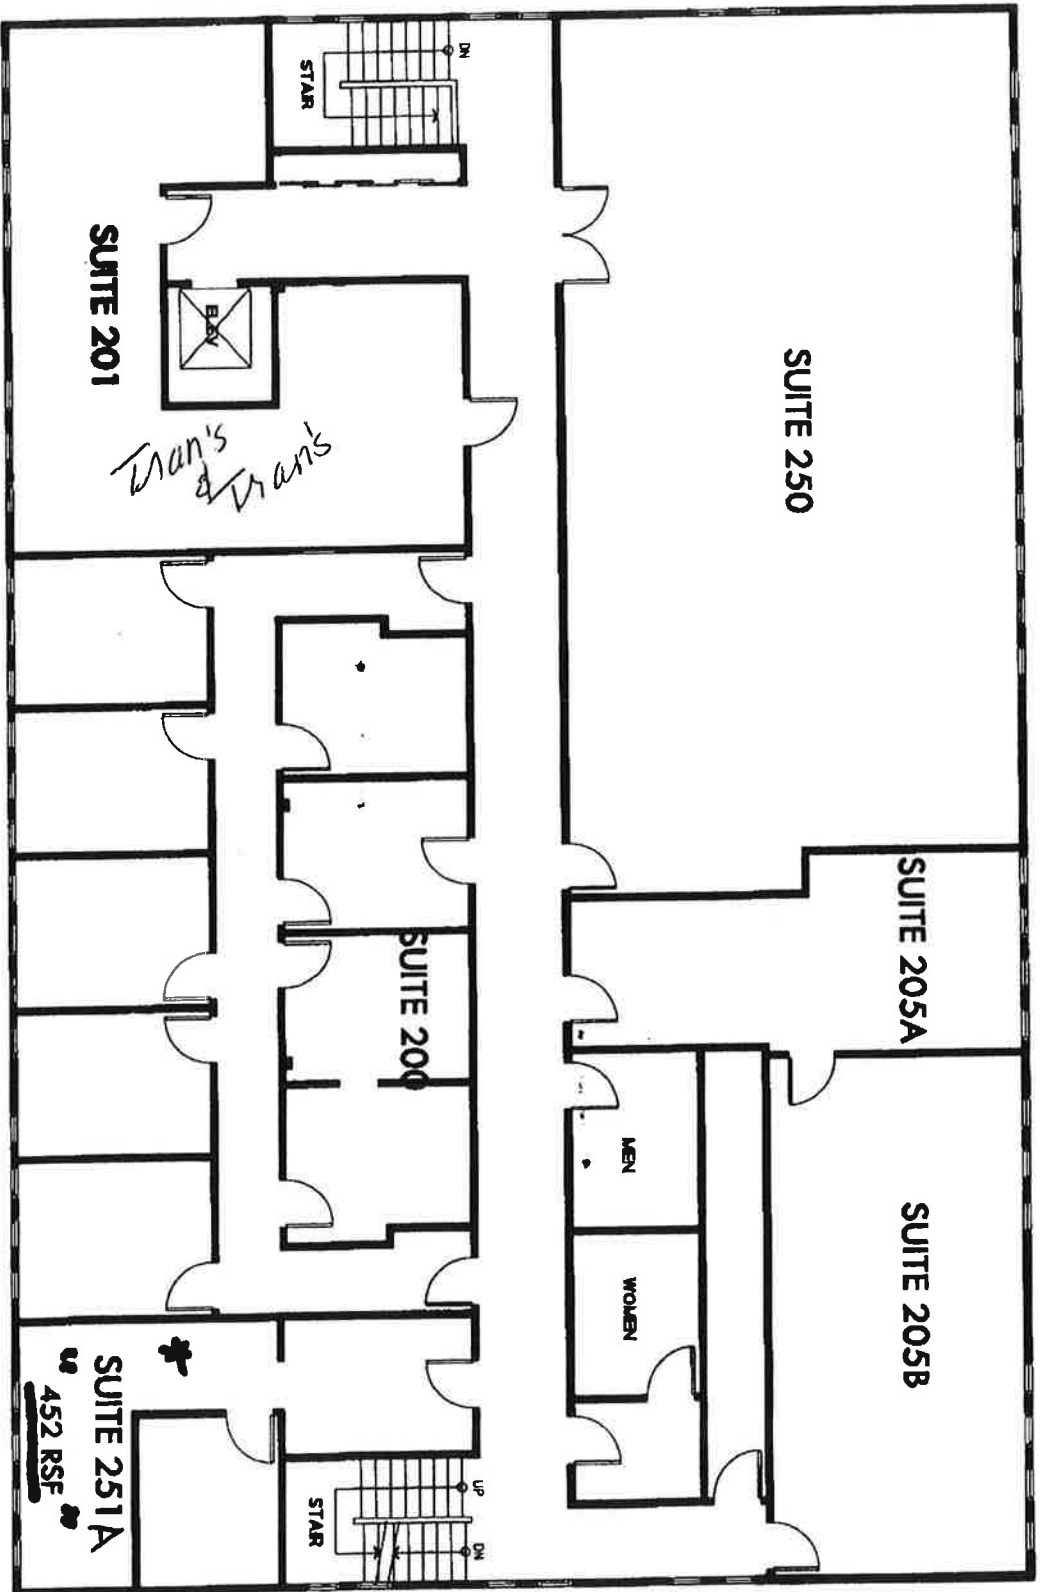 DN
STAIR
SUITE 201
ELEV
Tran's
& Tran's
SUITE 250
SUITE 205A
SUITE 200
MEN
WOMEN
SUITE 205B
SUITE 251A
452 RSF
UP
DN
STAIR